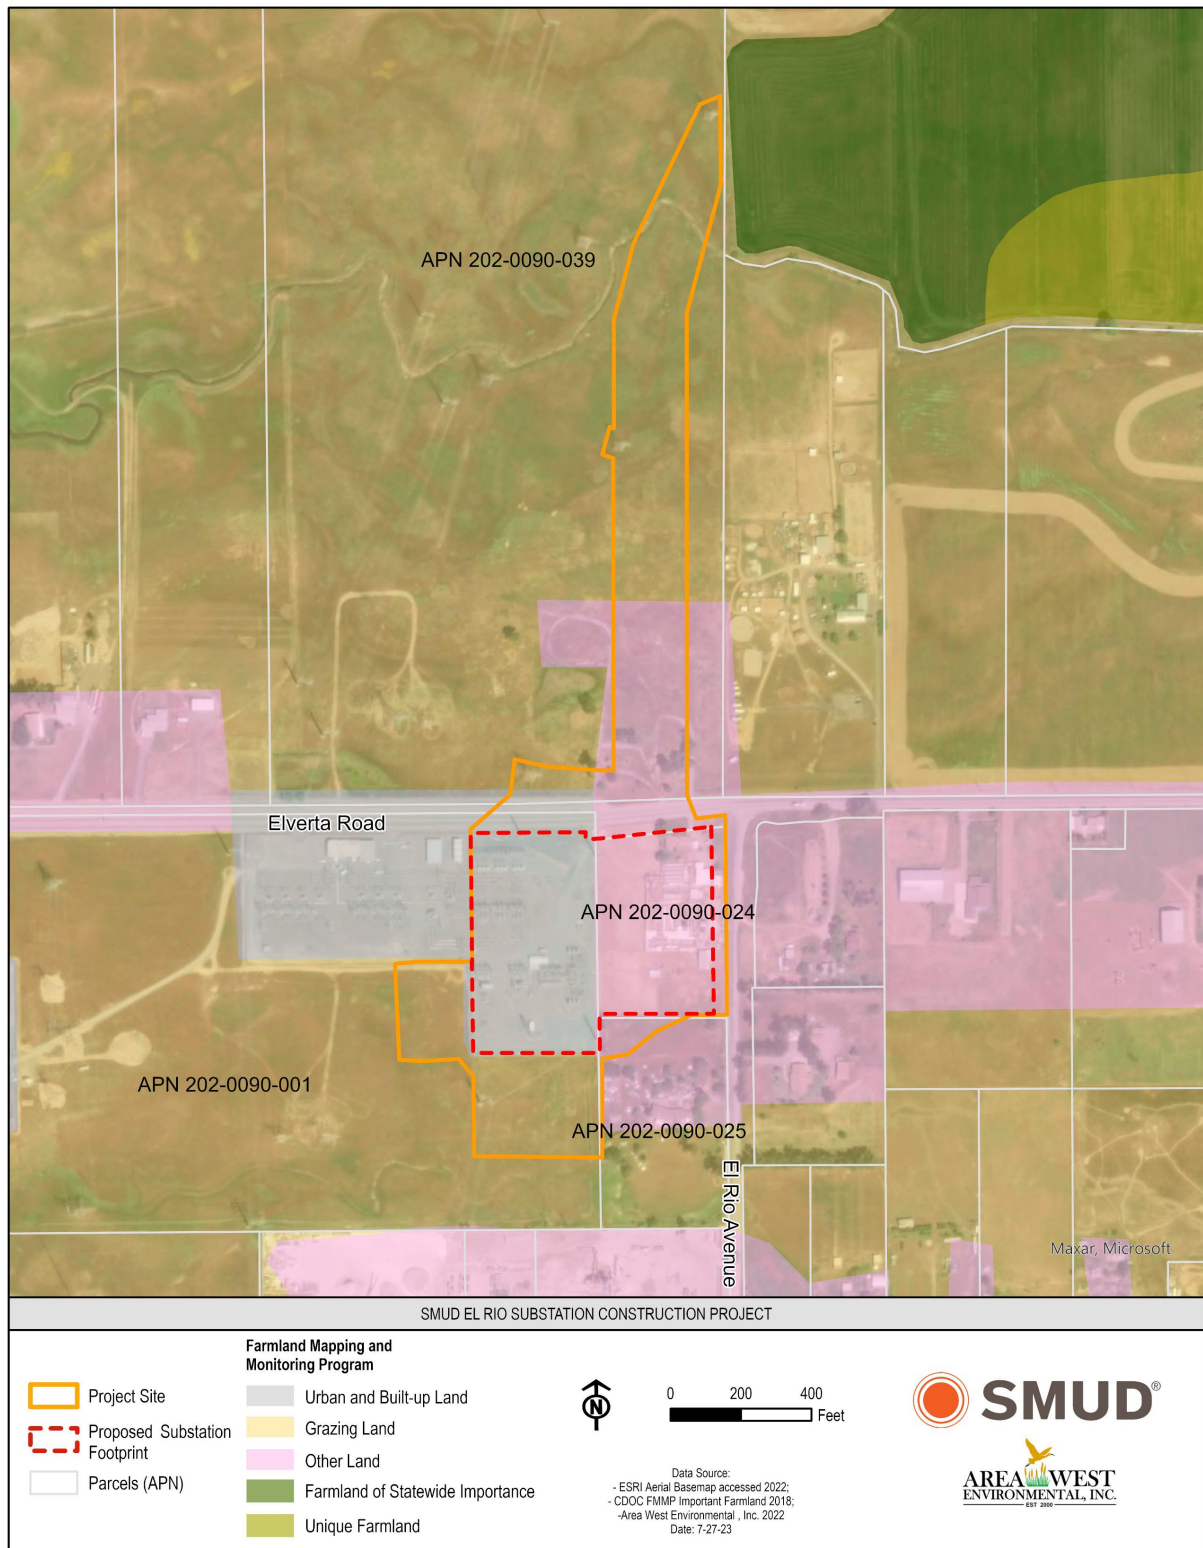 APN 202-0090-039
Elverta Road
APN 202-0090-024
APN 202-0090-001
APN 202-0090-025
El Rio Avenue
Maxar, Microsoft
SMUD EL RIO SUBSTATION CONSTRUCTION PROJECT
Project Site
Proposed Substation
Footprint
Parcels (APN)
Farmland Mapping and
Monitoring Program
Urban and Built-up Land
Grazing Land
Other Land
Farmland of Statewide Importance
Unique Farmland
N
0 200 400
Feet
Data Source:
- ESRI Aerial Basemap accessed 2022;
- CDOC FMMP Important Farmland 2018;
-Area West Environmental , Inc. 2022
Date: 7-27-23
SMUD®
AREA WEST
ENVIRONMENTAL, INC.
EST 2000